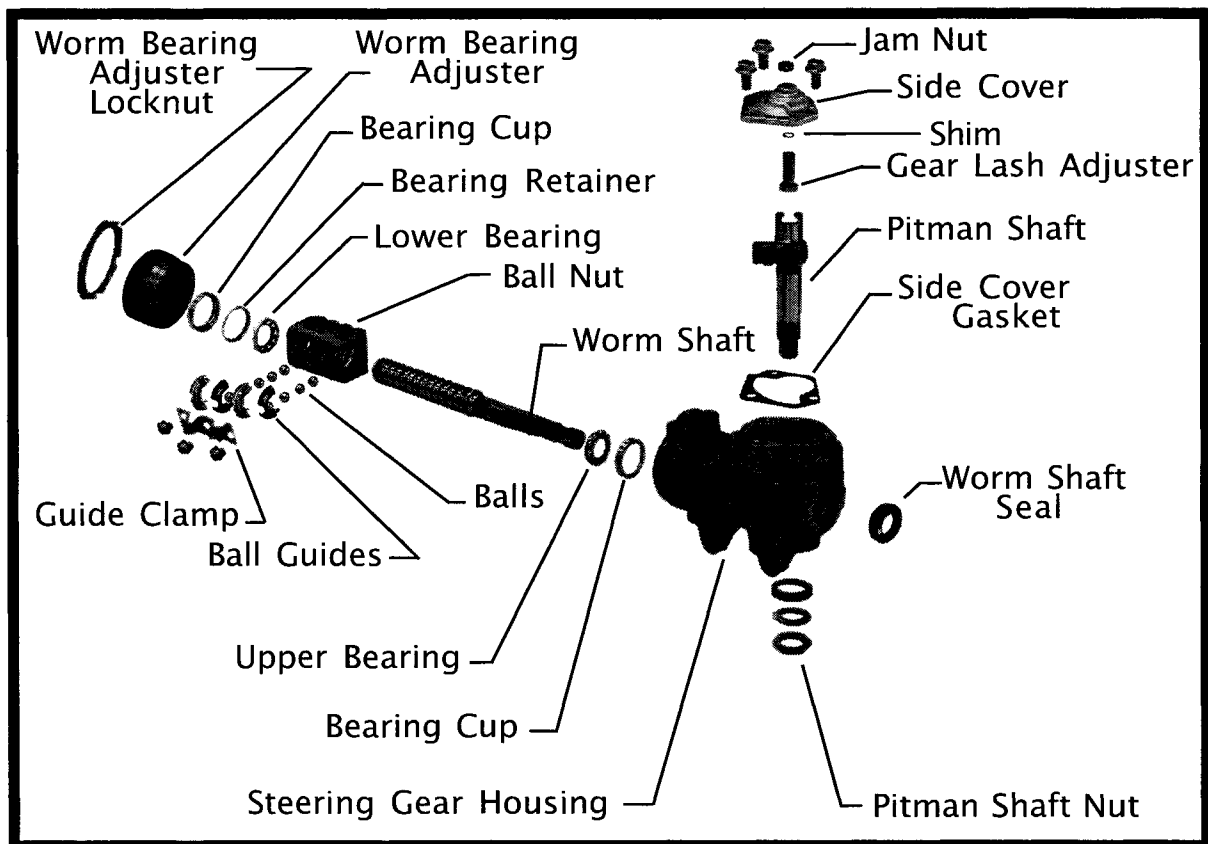 Worm Bearing
Adjuster
Locknut
Worm Bearing
Adjuster
Bearing Cup
Bearing Retainer
Lower Bearing
Ball Nut
Worm Shaft
Jam Nut
Side Cover
Shim
Gear Lash Adjuster
Pitman Shaft
Side Cover
Gasket
Worm Shaft
Seal
Balls
Guide Clamp
Ball Guides
Upper Bearing
Bearing Cup
Steering Gear Housing
Pitman Shaft Nut